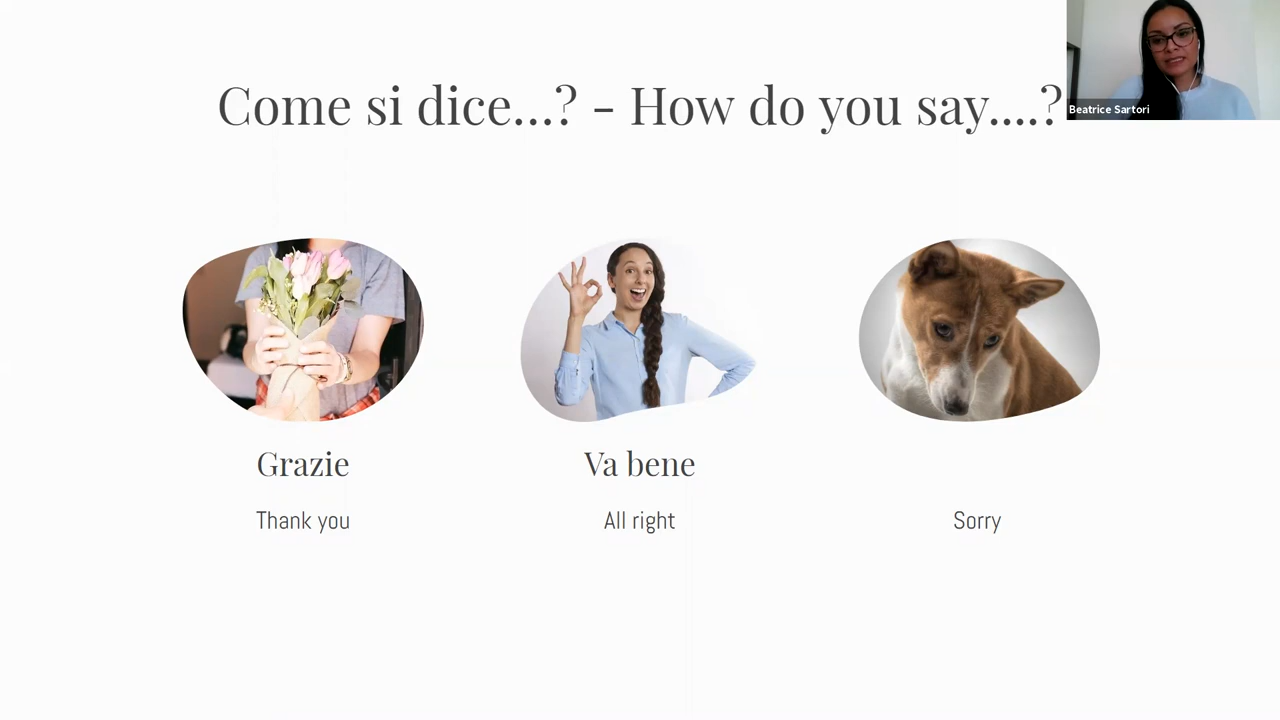 Come si dice...? - How do you say....?
Beatrice Sartori
Grazie
Va bene
Thank you
All right
Sorry